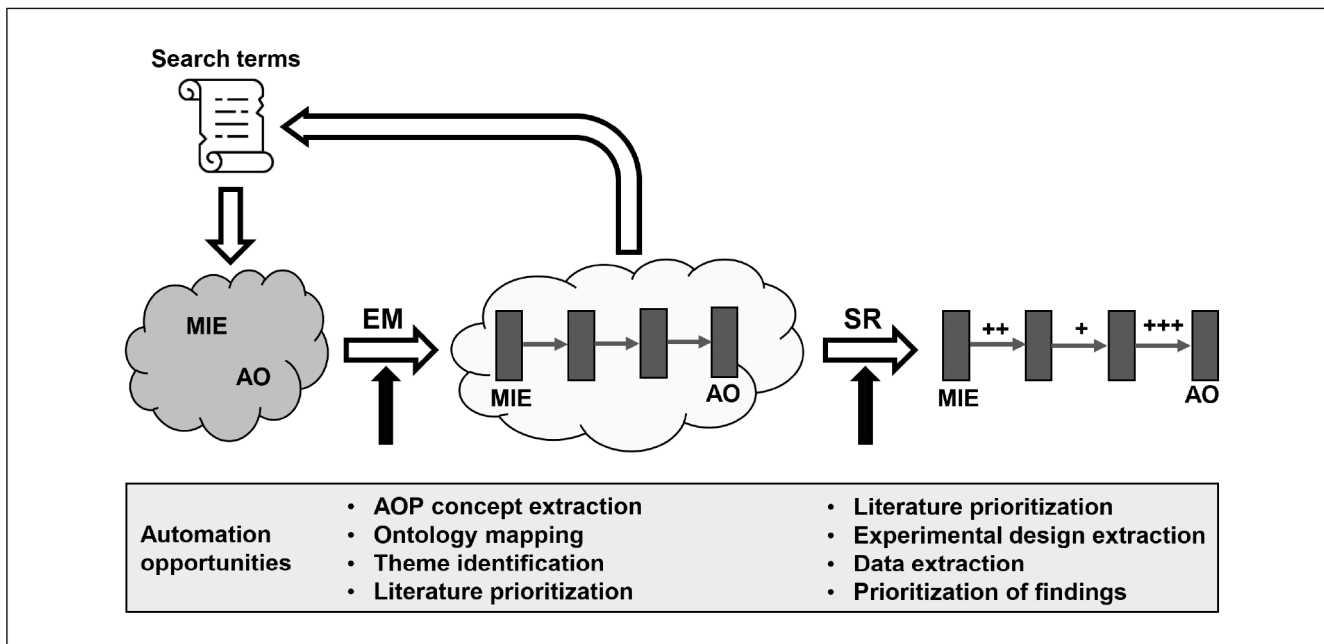 Search terms
MIE
AO
EM
MIE
AO
SR
++
+
+++
MIE
AO
Automation
opportunities
• AOP concept extraction
• Ontology mapping
• Theme identification
• Literature prioritization
• Literature prioritization
• Experimental design extraction
• Data extraction
• Prioritization of findings